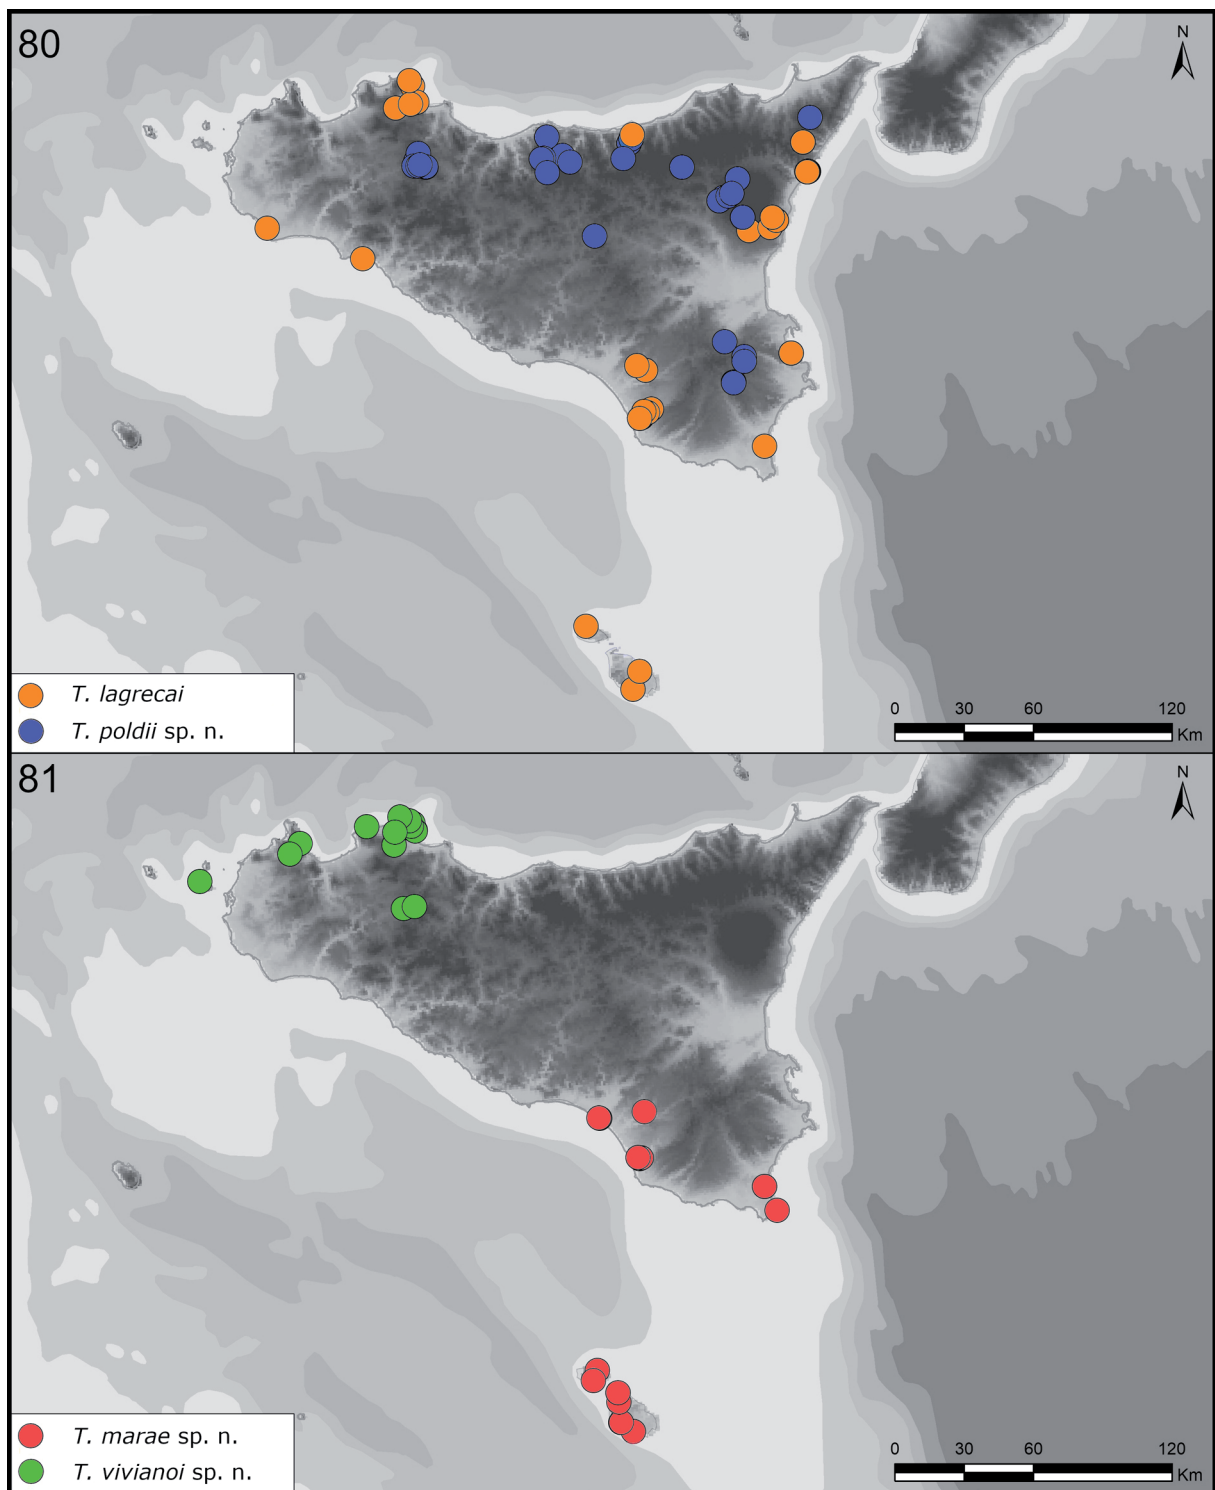 80
N
T. lagrecai
T. poldii sp. n.
0 30 60 120
Km
81
N
T. marae sp. n.
T. vivianoi sp. n.
0 30 60 120
Km